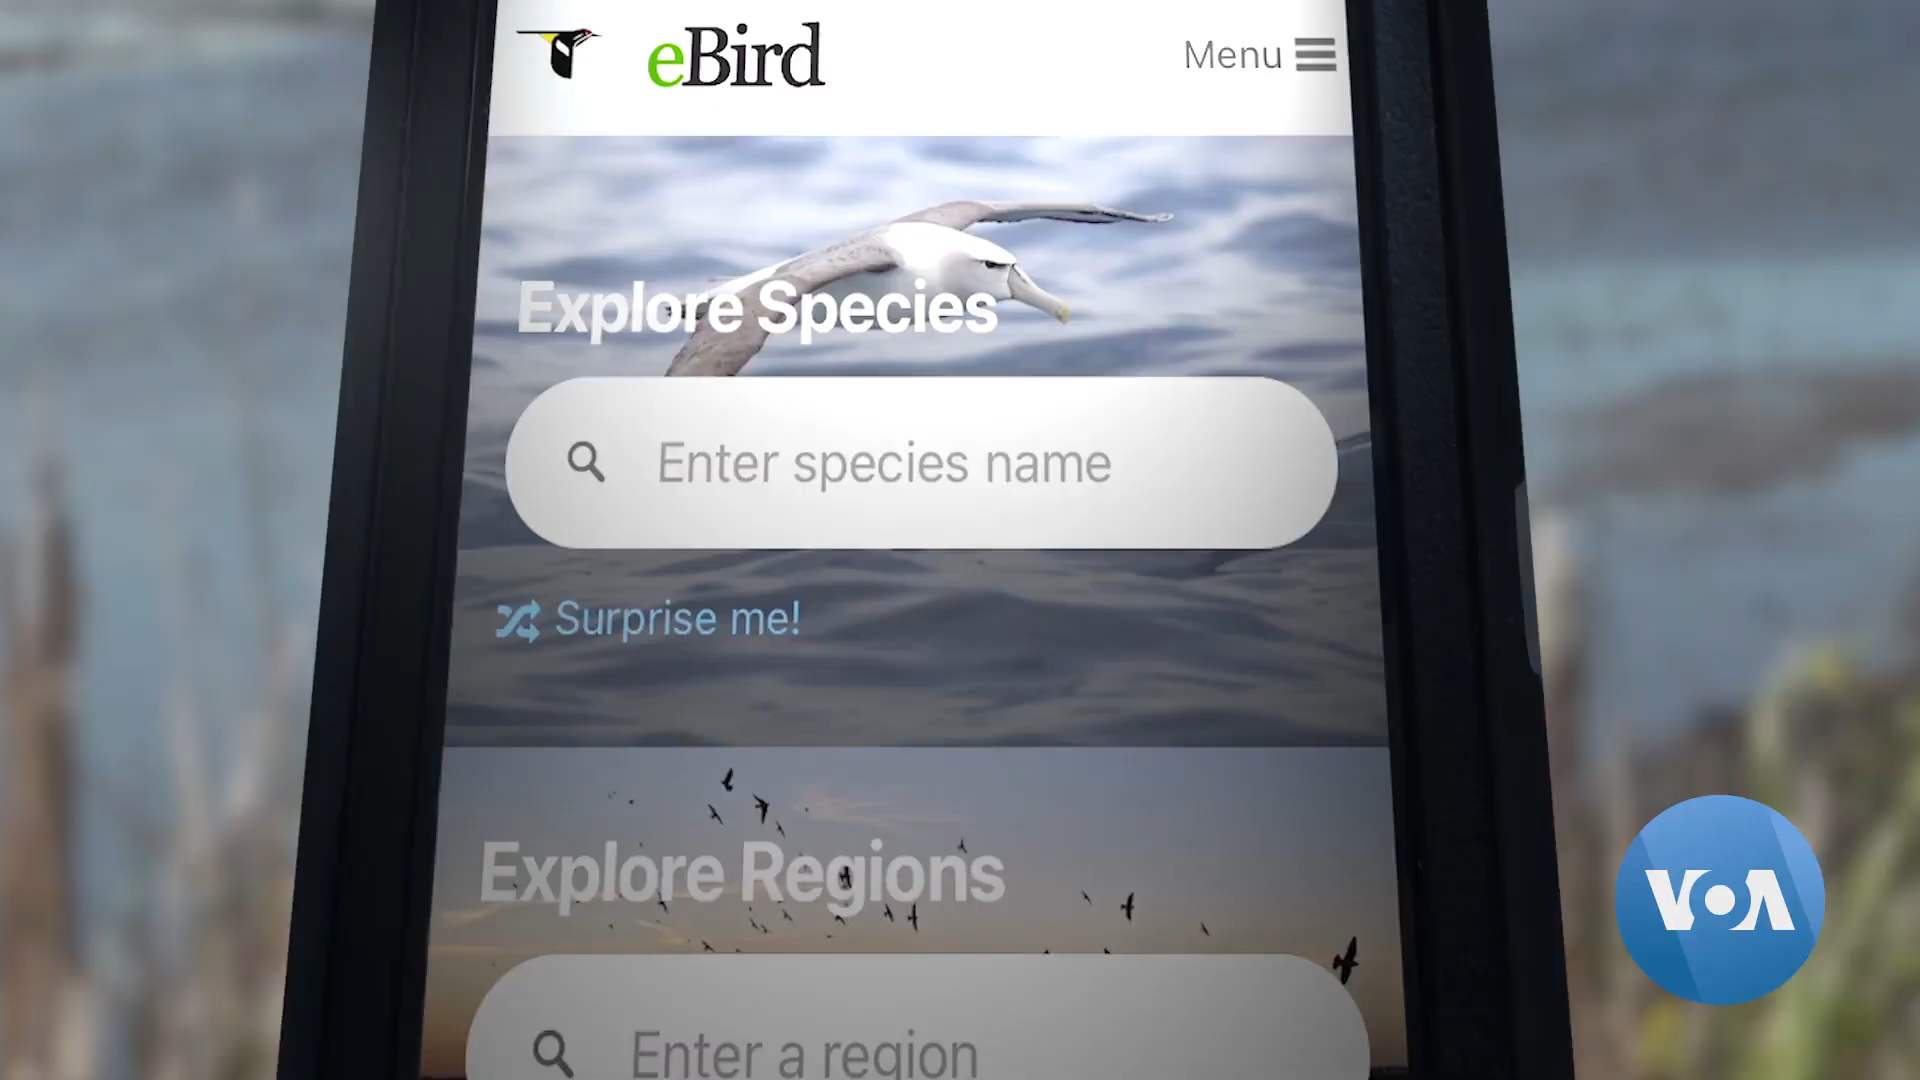 eBird
Menu
Explore Species
Enter species name
Surprise me!
Explore Regions
Enter a region
VOA